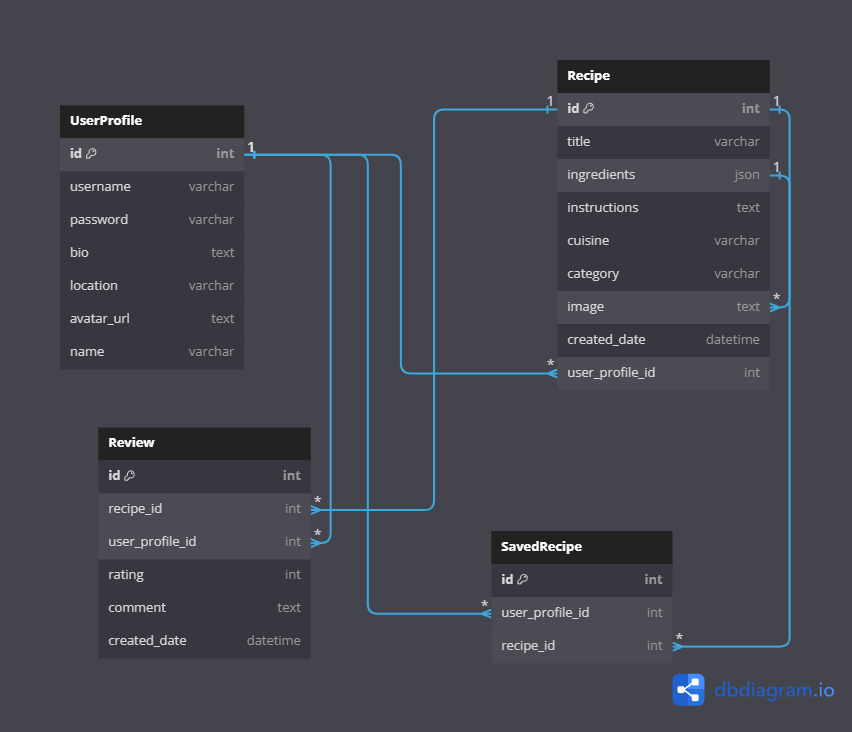 UserProfile
id int
username varchar
password varchar
bio text
location varchar
avatar_url text
name varchar
1
Recipe
1 id int 1
title varchar
ingredients json 1
instructions text
cuisine varchar
category varchar
image text *
created_date datetime
* user_profile_id int
Review
id int
recipe_id int *
user_profile_id int *
rating int
comment text
created_date datetime
SavedRecipe
id int
* user_profile_id int
recipe_id int *
dbdiagram.io